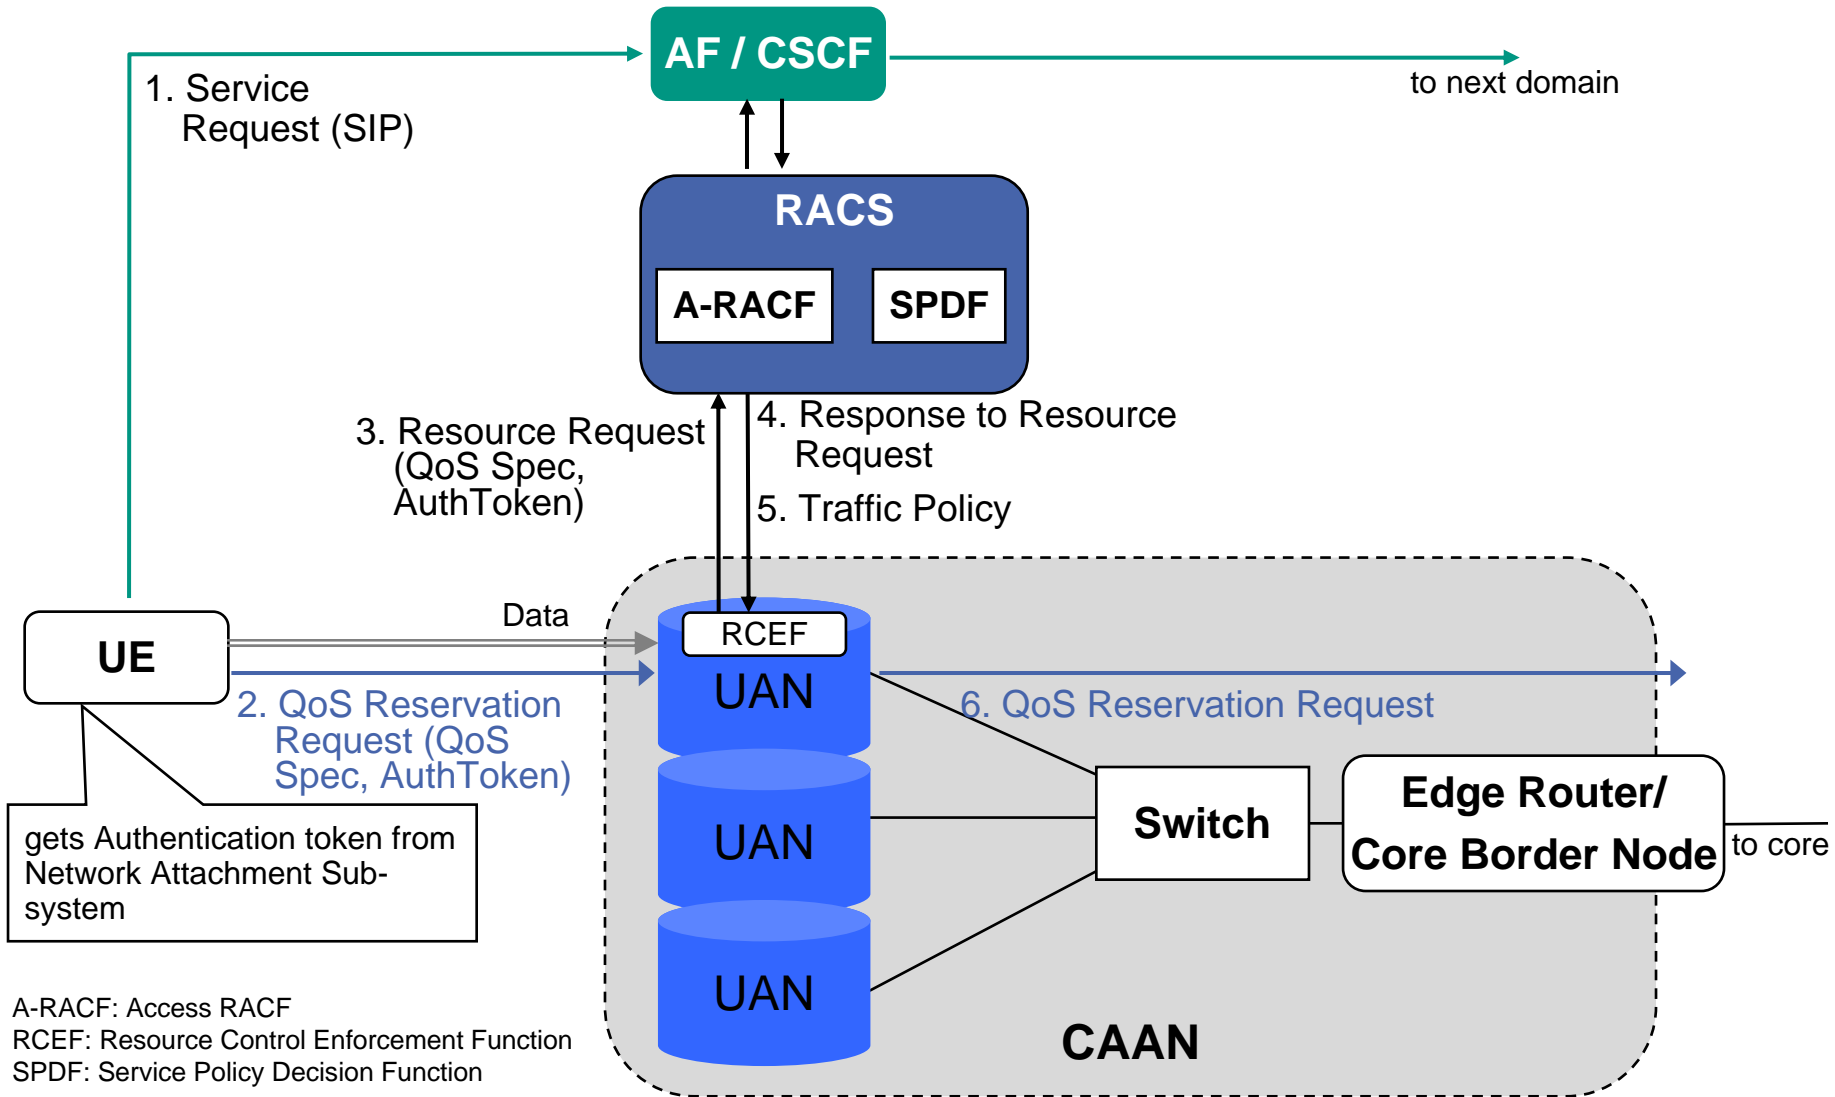 AF / CSCF
to next domain
1. Service
Request (SIP)
RACS
A-RACF
SPDF
3. Resource Request
(QoS Spec,
AuthToken)
4. Response to Resource
Request
5. Traffic Policy
UE
Data
RCEF
UAN
2. QoS Reservation
Request (QoS
Spec, AuthToken)
6. QoS Reservation Request
UAN
Switch
Edge Router/
Core Border Node
to core
gets Authentication token from
Network Attachment Sub-
system
UAN
CAAN
A-RACF: Access RACF
RCEF: Resource Control Enforcement Function
SPDF: Service Policy Decision Function